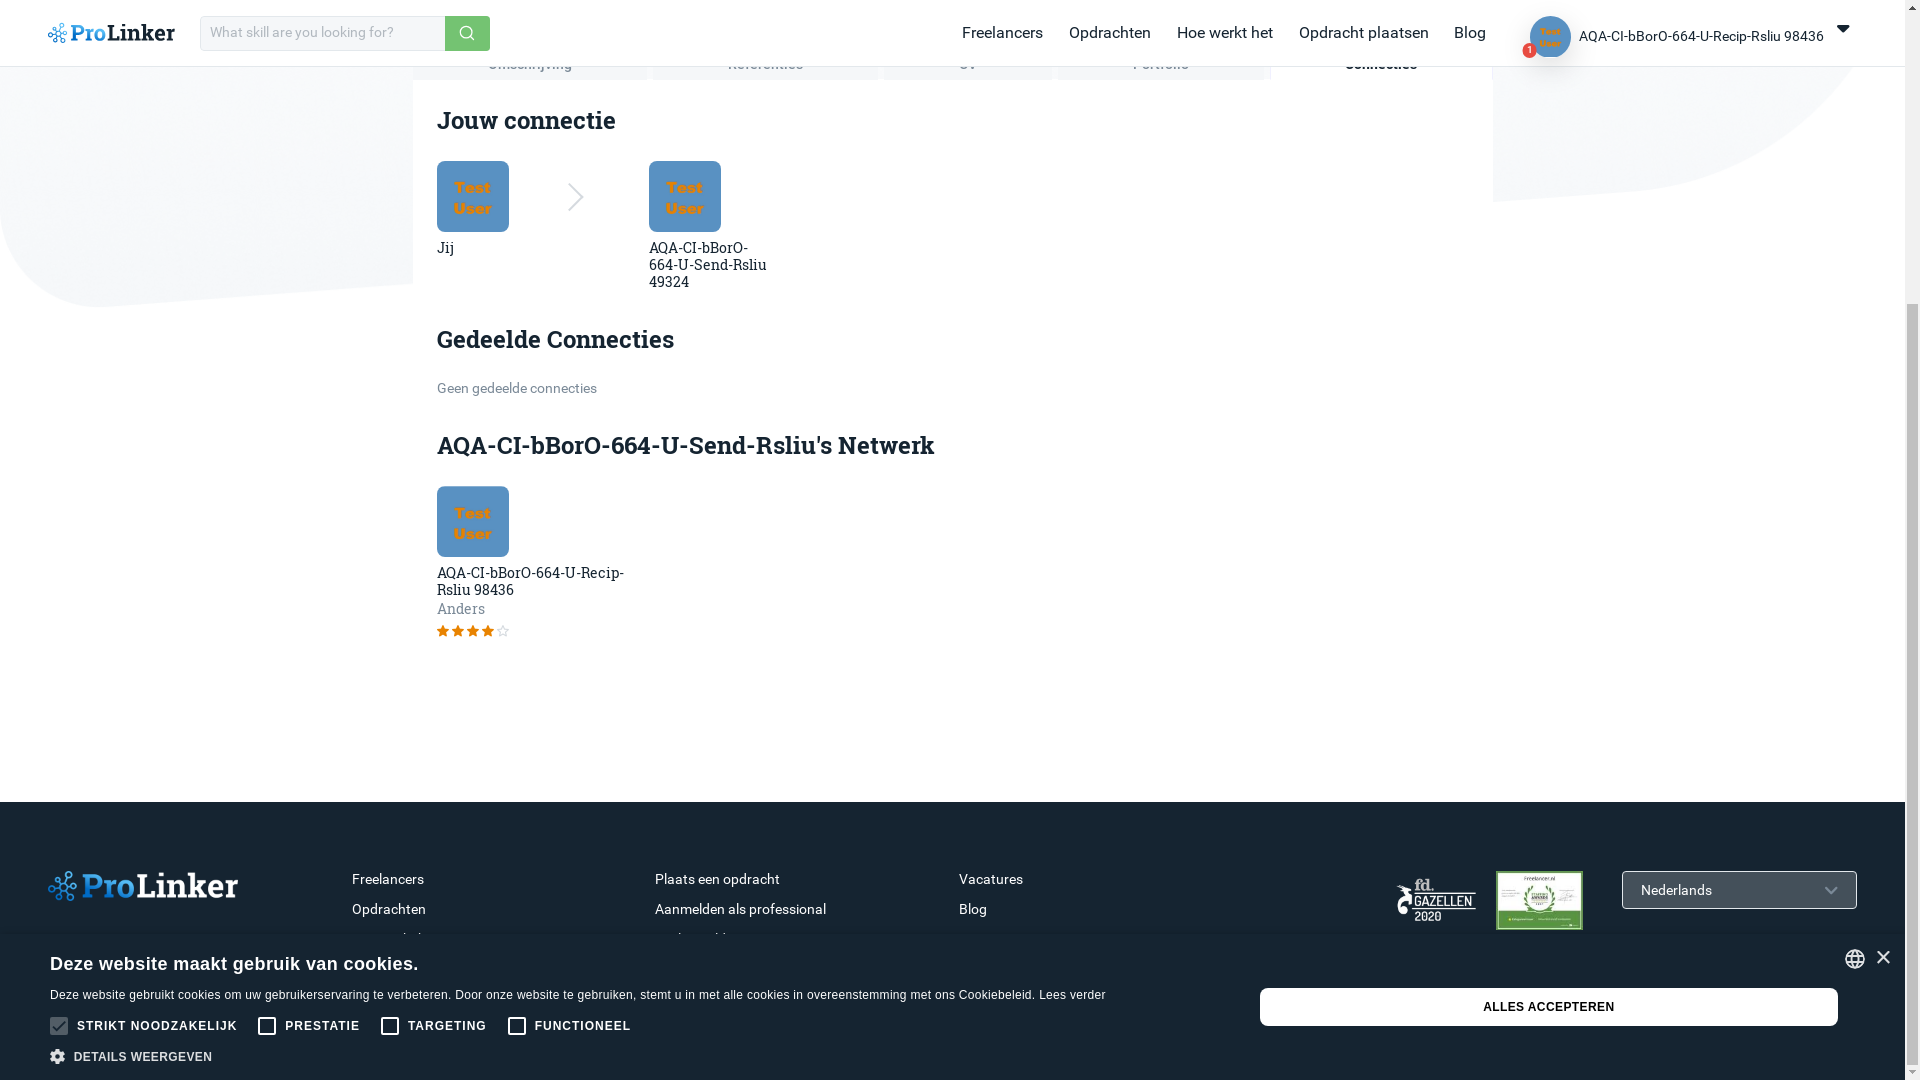 ProLinker
What skill are you looking for?
Freelancers
Opdrachten
Hoe werkt het
Opdracht plaatsen
Blog
Test
User
1
AQA-CI-bBorO-664-U-Recip-Rsliu 98436
Omschrijving
Referenties
CV
Portfolio
Connecties
Jouw connectie
Test
User
Test
User
Jij
AQA-CI-bBorO-
664-U-Send-Rsliu
49324
Gedeelde Connecties
Geen gedeelde connecties
AQA-CI-bBorO-664-U-Send-Rsliu's Netwerk
Test
User
AQA-CI-bBorO-664-U-Recip-
Rsliu 98436
Anders
ProLinker
Freelancers
Opdrachten
Plaats een opdracht
Aanmelden als professional
Vacatures
Blog
fd.
GAZELLEN
2020
Nederlands
Deze website maakt gebruik van cookies.
Deze website gebruikt cookies om uw gebruikerservaring te verbeteren. Door onze website te gebruiken, stemt u in met alle cookies in overeenstemming met ons Cookiebeleid. Lees verder
STRIKT NOODZAKELIJK
PRESTATIE
TARGETING
FUNCTIONEEL
DETAILS WEERGEVEN
ALLES ACCEPTEREN